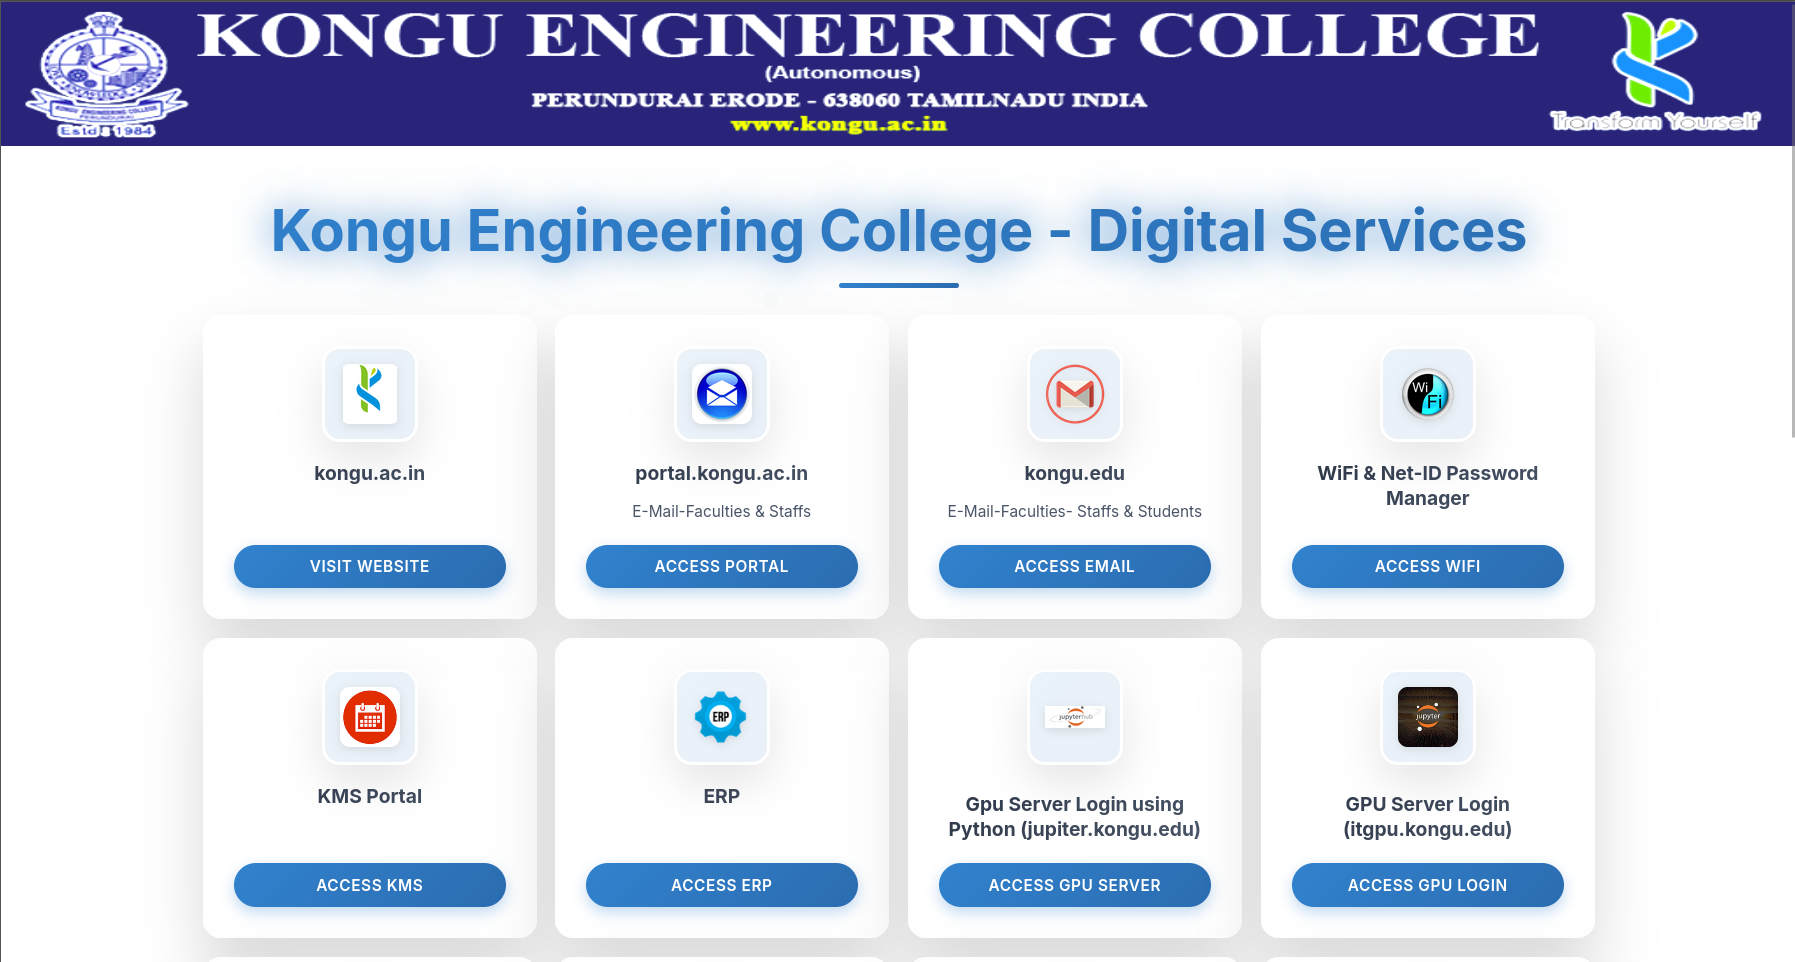 KONGU ENGINEERING COLLEGE
(Autonomous)
PERUNDURAI ERODE - 638060 TAMILNADU INDIA
www.kongu.ac.in
KONGU ENGINEERING COLLEGE
PERUNDURAI
Estd : 1984
Transform Yourself
Kongu Engineering College - Digital Services
kongu.ac.in
VISIT WEBSITE
portal.kongu.ac.in
E-Mail-Faculties & Staffs
ACCESS PORTAL
kongu.edu
E-Mail-Faculties- Staffs & Students
ACCESS EMAIL
Wi
Fi
WiFi & Net-ID Password
Manager
ACCESS WIFI
KMS Portal
ACCESS KMS
ERP
ERP
ACCESS ERP
jupyterhub
Gpu Server Login using
Python (jupiter.kongu.edu)
ACCESS GPU SERVER
jupyter
GPU Server Login
(itgpu.kongu.edu)
ACCESS GPU LOGIN